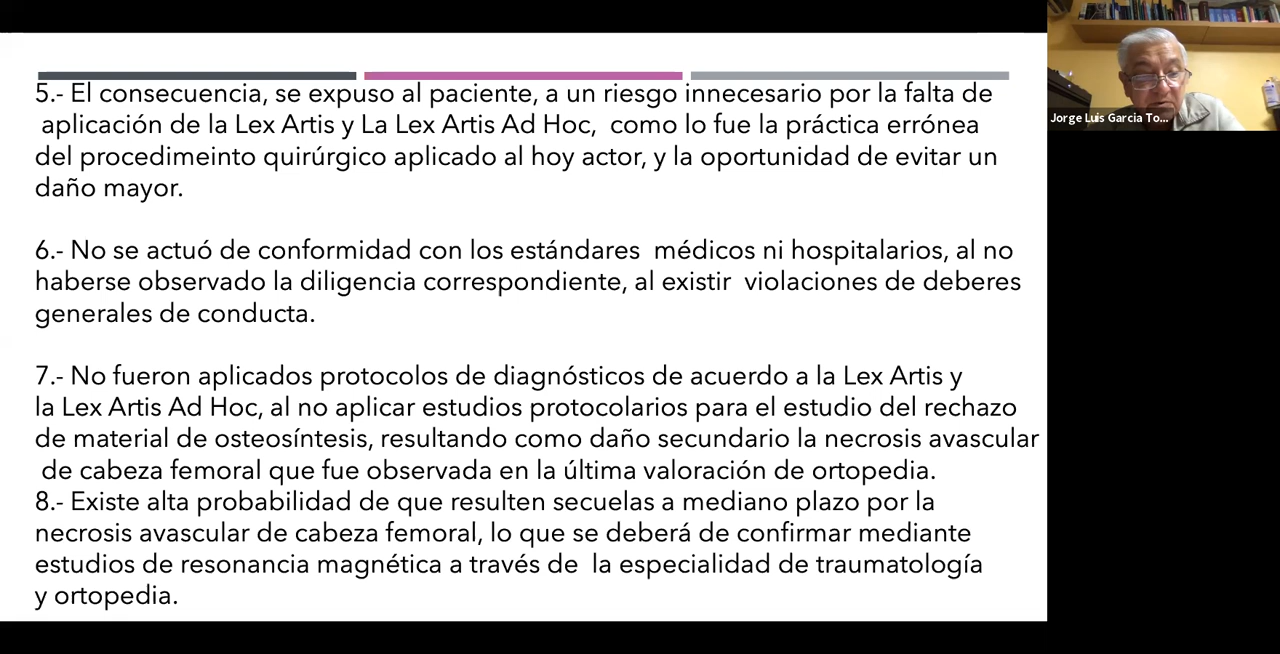 5.- El consecuencia, se expuso al paciente, a un riesgo innecesario por la falta de
aplicación de la Lex Artis y La Lex Artis Ad Hoc, como lo fue la práctica errónea
del procedimeinto quirúrgico aplicado al hoy actor, y la oportunidad de evitar un
daño mayor.
6.- No se actuó de conformidad con los estándares médicos ni hospitalarios, al no
haberse observado la diligencia correspondiente, al existir violaciones de deberes
generales de conducta.
7.- No fueron aplicados protocolos de diagnósticos de acuerdo a la Lex Artis y
la Lex Artis Ad Hoc, al no aplicar estudios protocolarios para el estudio del rechazo
de material de osteosíntesis, resultando como daño secundario la necrosis avascular
de cabeza femoral que fue observada en la última valoración de ortopedia.
8.- Existe alta probabilidad de que resulten secuelas a mediano plazo por la
necrosis avascular de cabeza femoral, lo que se deberá de confirmar mediante
estudios de resonancia magnética a través de la especialidad de traumatología
y ortopedia.
Jorge Luis Garcia To...